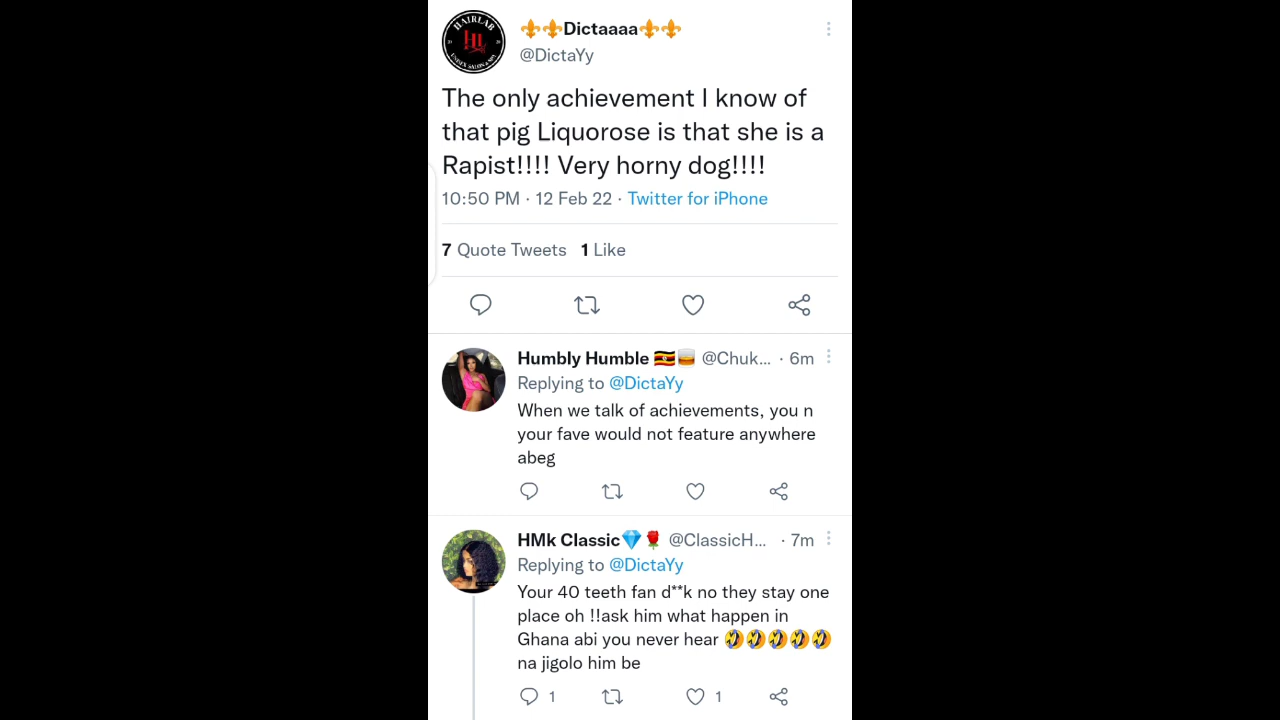 HAIRLAB
HL
⚜️⚜️Dictaaaa⚜️⚜️
@DictaYy
The only achievement I know of
that pig Liquorose is that she is a
Rapist!!!! Very horny dog!!!!
10:50 PM · 12 Feb 22 · Twitter for iPhone
7 Quote Tweets 1 Like
Humbly Humble 🇺🇬🥃 @Chuk... · 6m
Replying to @DictaYy
When we talk of achievements, you n
your fave would not feature anywhere
abeg
HMk Classic💎🌹 @ClassicH... · 7m
Replying to @DictaYy
Your 40 teeth fan d**k no they stay one
place oh !!ask him what happen in
Ghana abi you never hear 🤣🤣🤣🤣🤣
na jigolo him be
1 1